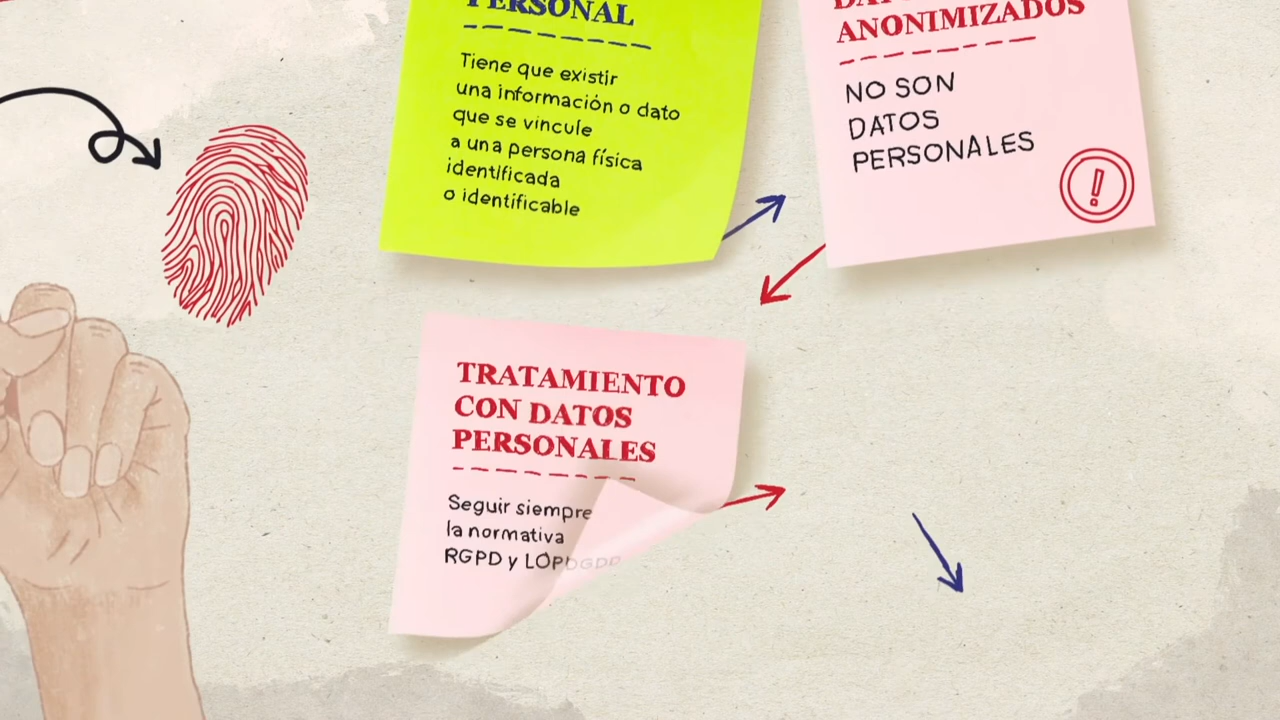 PERSONAL
Tiene que existir
una información o dato
que se vincule
a una persona física
identificada
o identificable
ANONIMIZADOS
NO SON
DATOS
PERSONALES
TRATAMIENTO
CON DATOS
PERSONALES
Seguir siempre
la normativa
RGPD y LOPDGDD